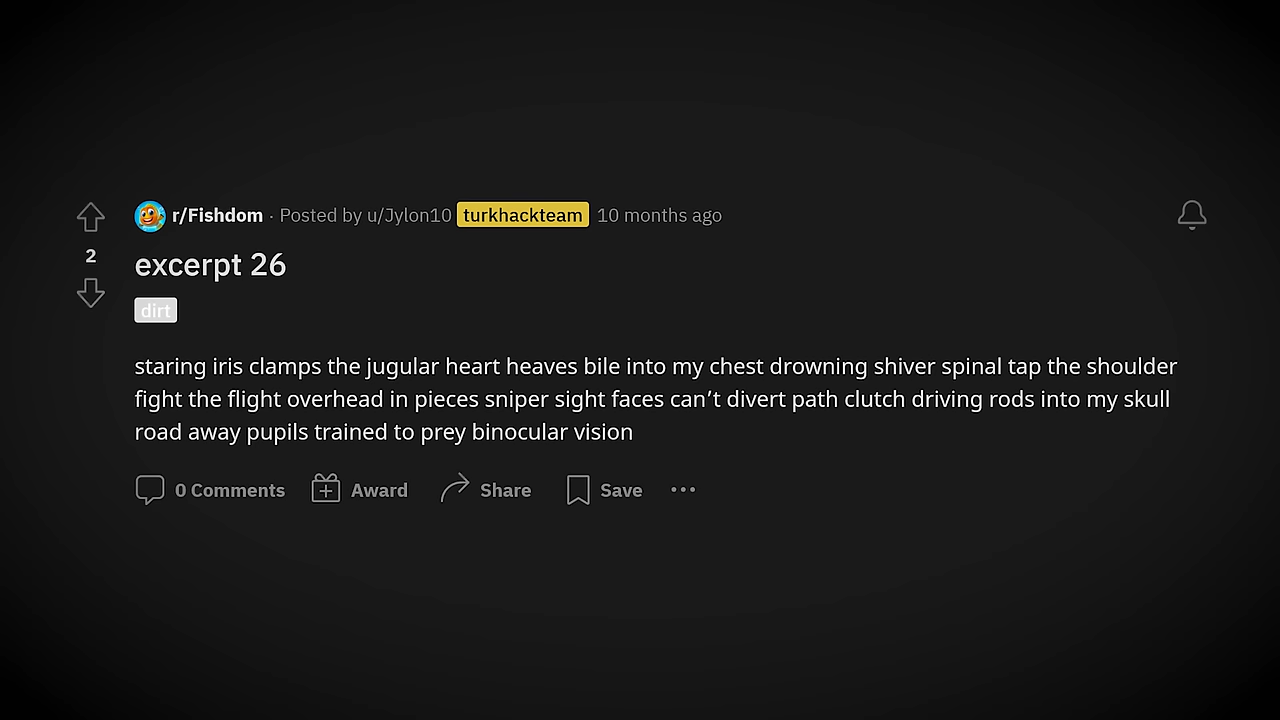 r/Fishdom · Posted by u/Jylon10 turkhackteam 10 months ago
excerpt 26
2
dirt
staring iris clamps the jugular heart heaves bile into my chest drowning shiver spinal tap the shoulder
fight the flight overhead in pieces sniper sight faces can’t divert path clutch driving rods into my skull
road away pupils trained to prey binocular vision
0 Comments Award Share Save